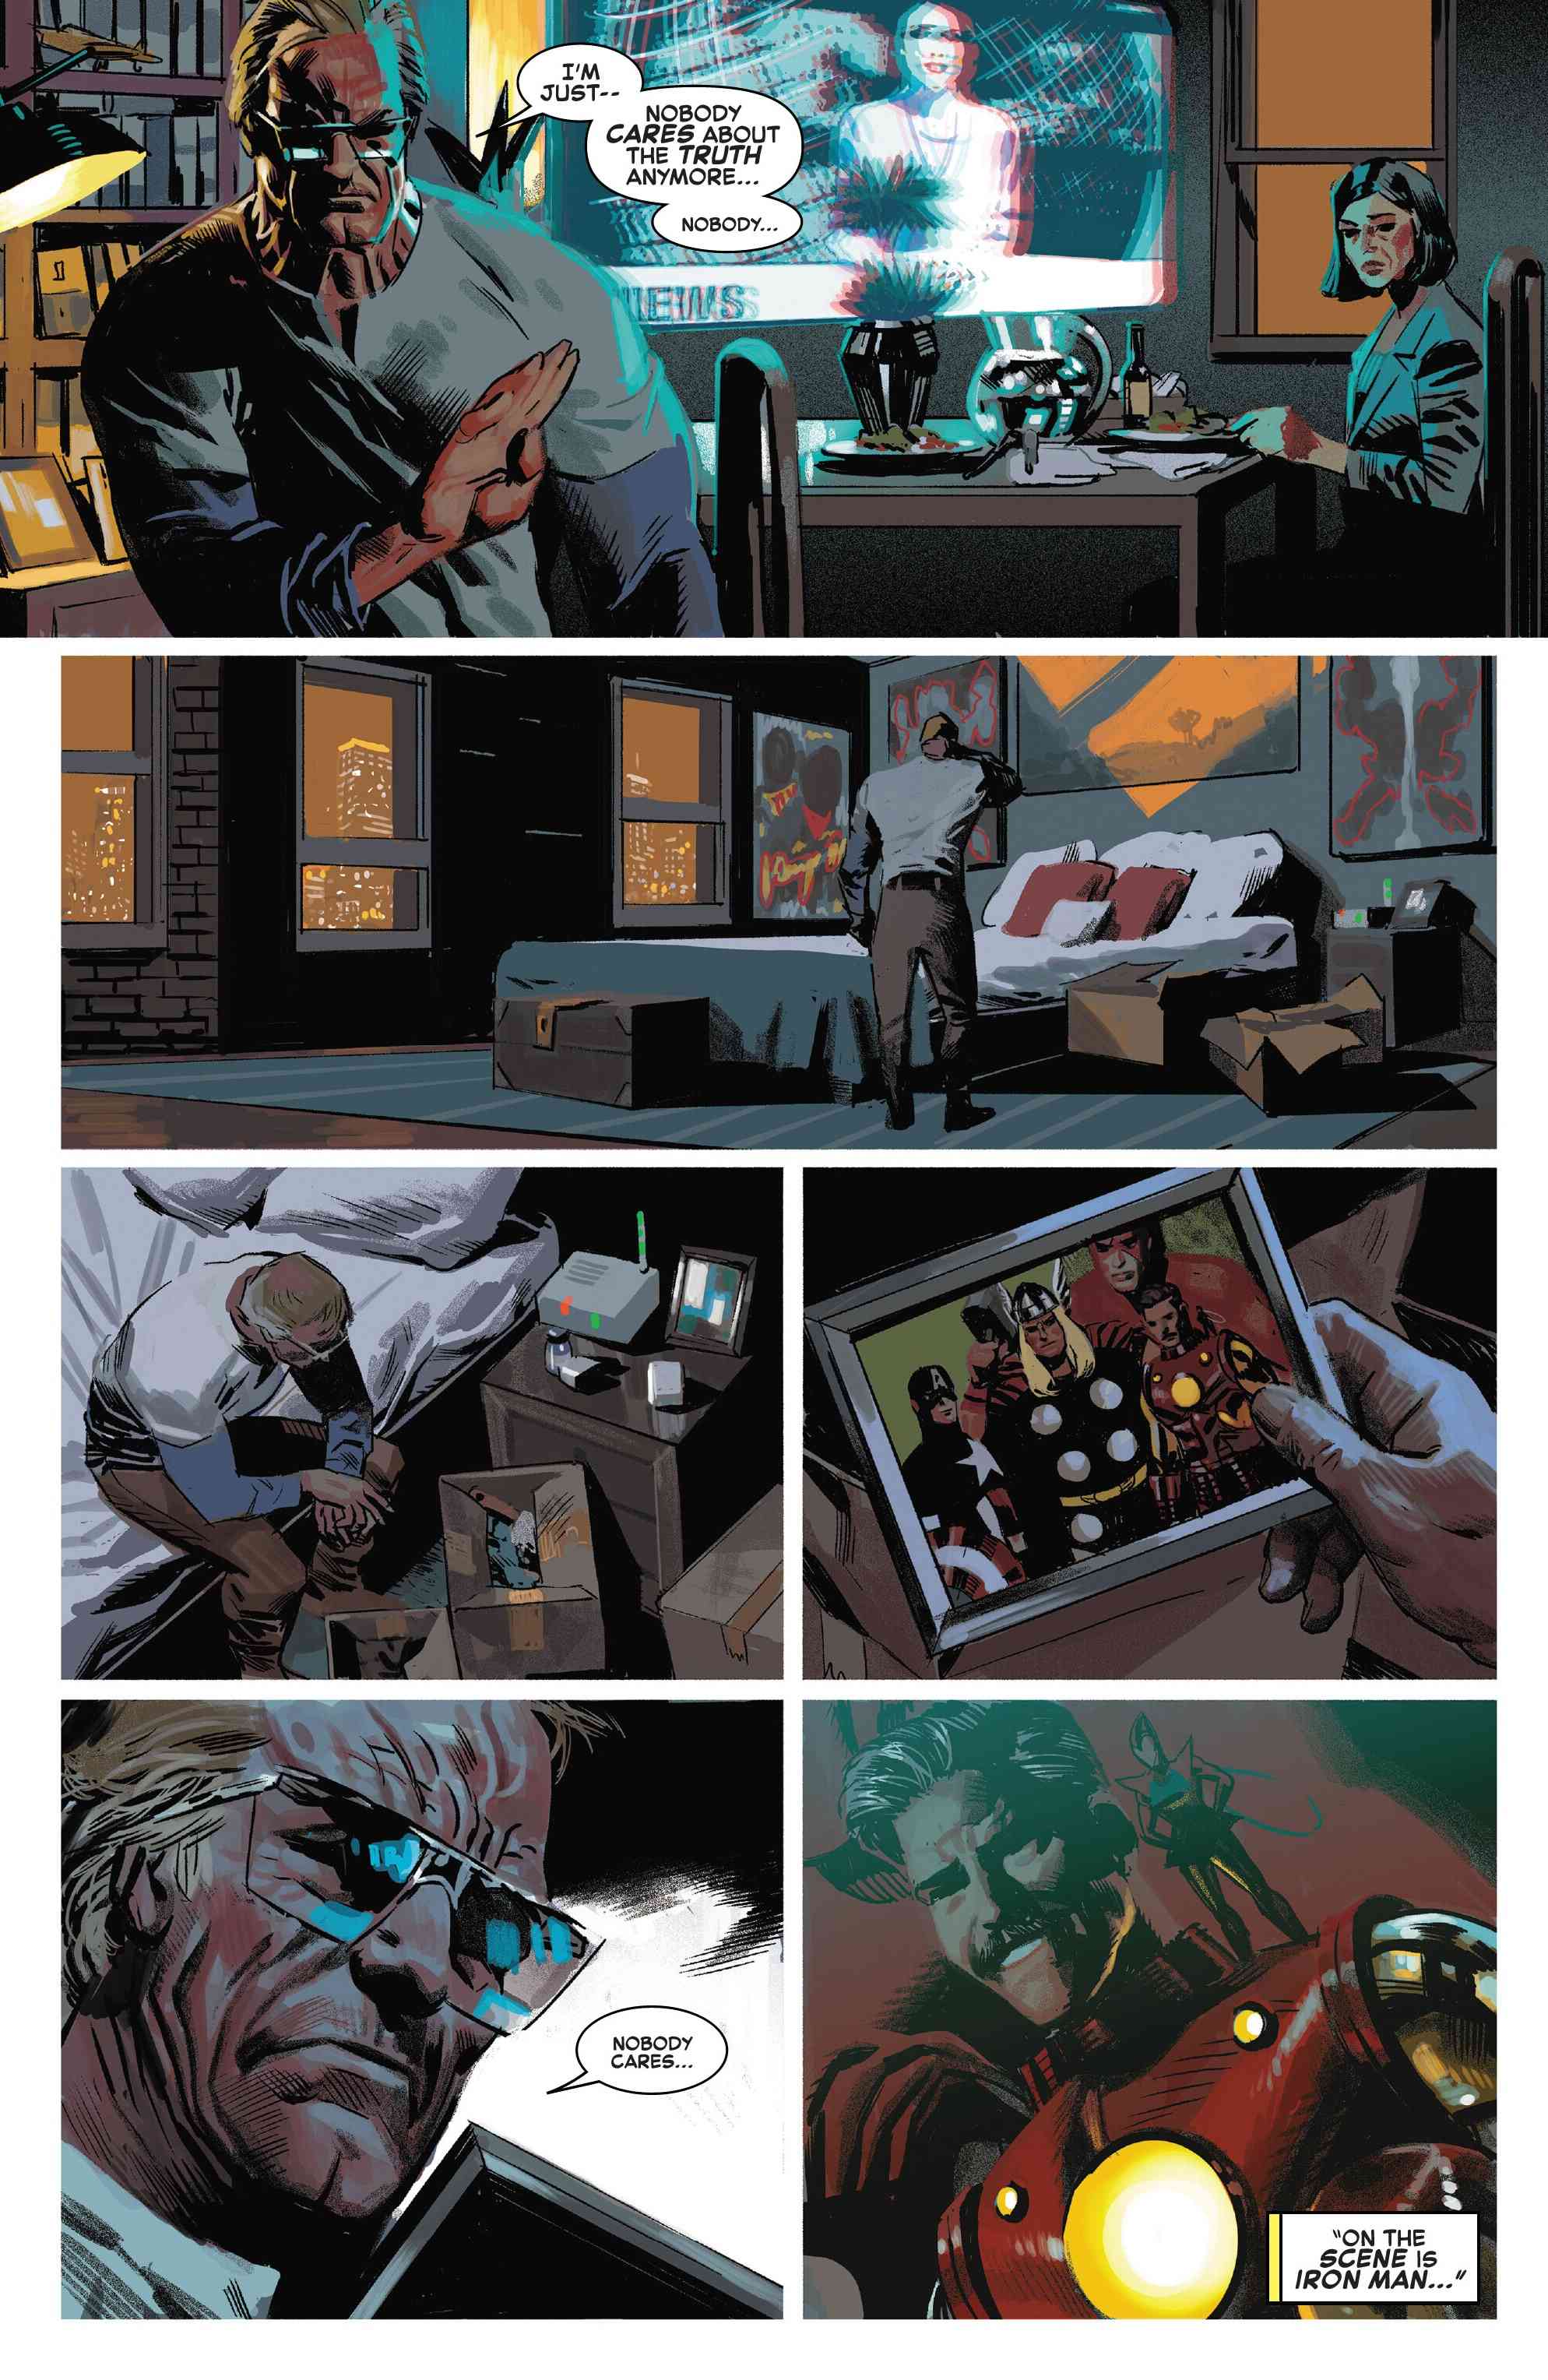 I'M
JUST--
NOBODY
CARES ABOUT
THE TRUTH
ANYMORE...
NOBODY...
NEWS
NOBODY
CARES...
"ON THE
SCENE IS
IRON MAN..."